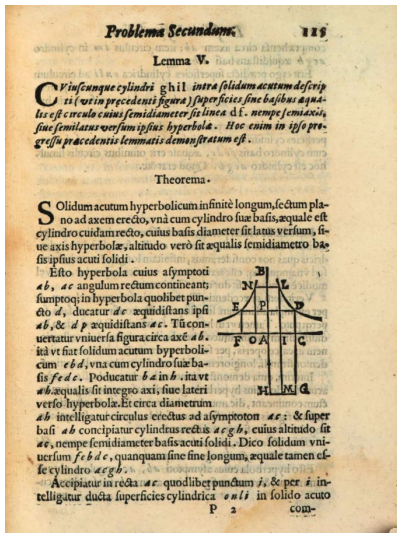 Problema Secundum. 115
Lemma V.
CViuscunque cylindri ghil intra solidum acutum descrip
ti (vt in præcedenti figura) superficies sine basibus æqua-
lis est circulo cuius semidiameter sit linea df. nempe semiaxis,
siue semilatus versum ipsius hyperbolæ. Hoc enim in ipso pro-
gressu præcedentis lemmatis demonstratum est.
Theorema.
SOlidum acutum hyperbolicum infinitè longum, sectum pla-
no ad axem erecto, vnà cum cylindro suæ basis, æquale est
cylindro cuidam recto, cuius basis diameter sit latus versum, si-
ue axis hyperbolæ, altitudo verò sit æqualis semidiametro ba-
sis ipsius acuti solidi.
Esto hyperbola cuius asymptoti
ab, ac angulum rectum contineant;
sumptoq; in hyperbola quolibet pun-
cto d, ducatur dc æquidistans ipsi
ab, & dp æquidistans ac. Tũ con-
uertatur vniuersa figura circa axẽ ab.
ità vt fiat solidum acutum hyperboli-
cum ebd, vna cum cylindro suæ ba-
sis fedc. Poducatur ba in h. ita vt
ah æqualis sit integro axi, siue lateri
verso hyperbolæ. Et circa diametrum
ah intelligatur circulus erectus ad asymptoton ac: & super
basi ah concipiatur cylindrus rectus acgh, cuius altitudo sit
ac, nempe semidiameter basis acuti solidi. Dico solidum vni-
uersum febdc, quanquam sine fine longum, æquale tamen es-
se cylindro acgh.
Accipiatur in recta ac quodlibet punctum i, & per i in-
telligatur ducta superficies cylindrica onli in solido acuto
P 2 com-
B
N L
E P D
F O A I C
H M G